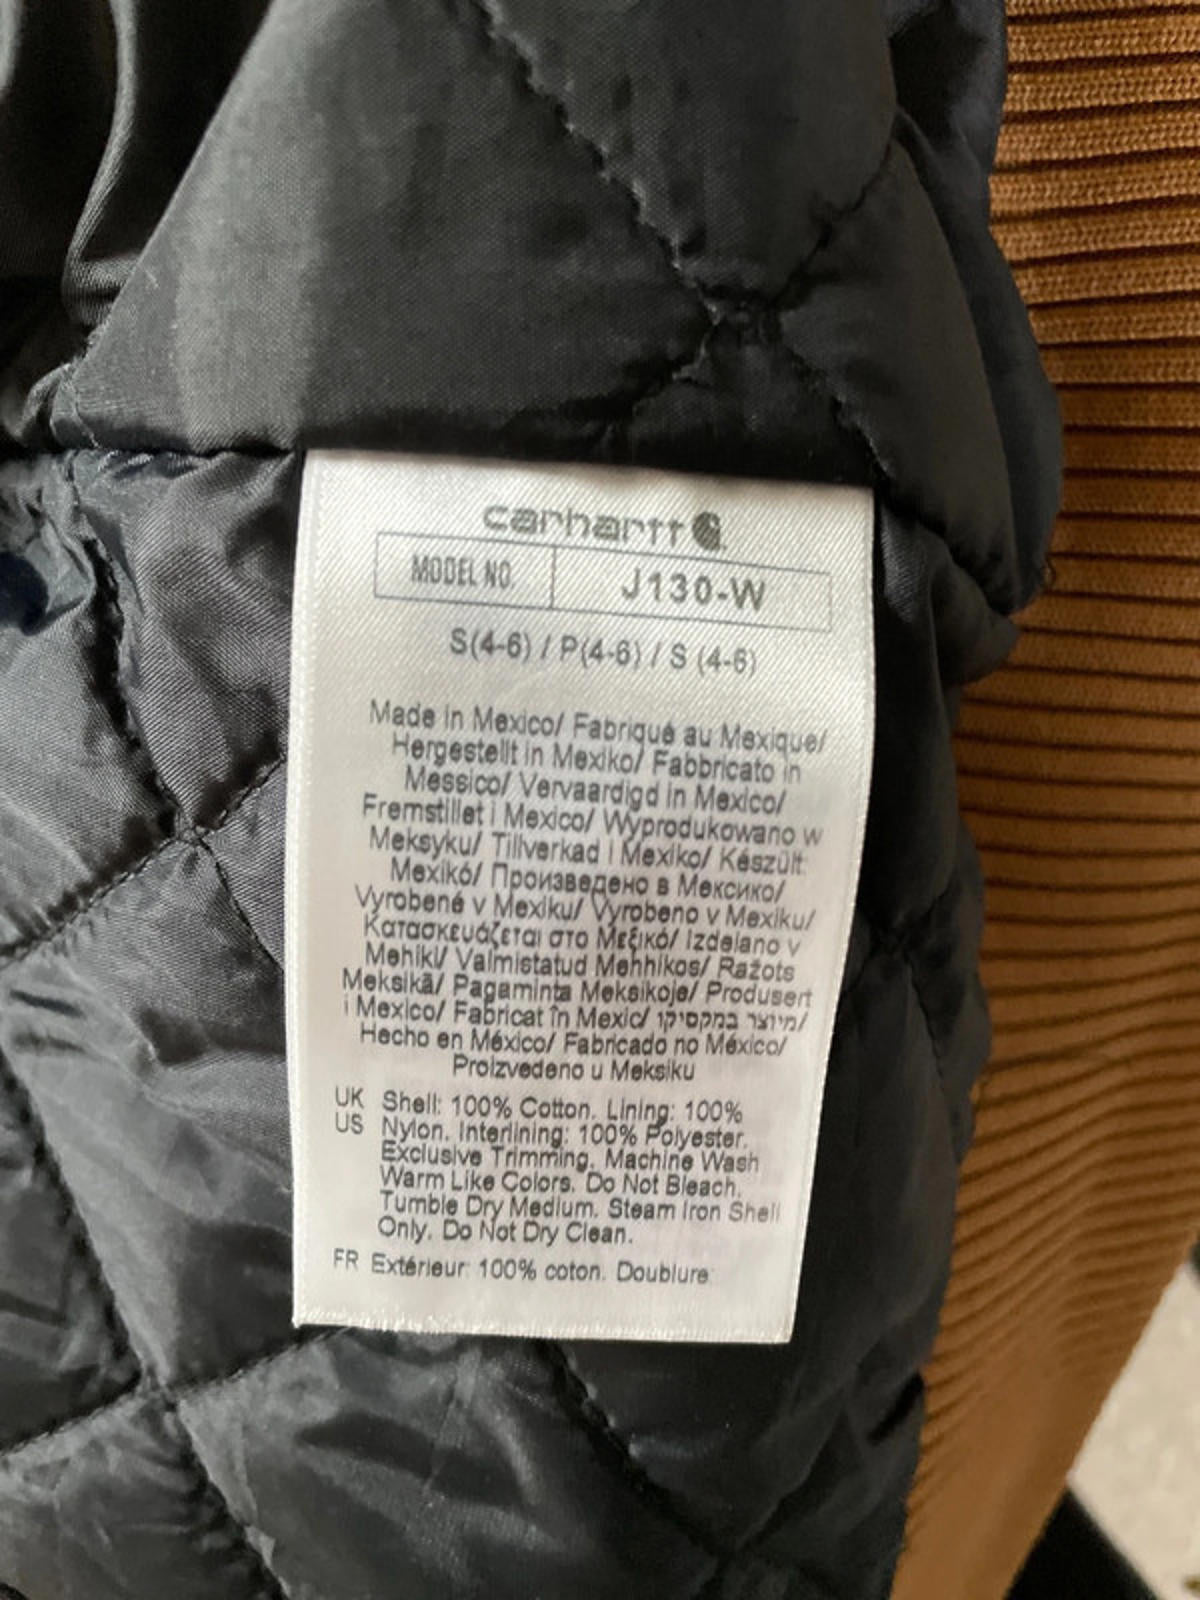 carhartt
MODEL NO. J130-W
S(4-6) / P(4-6) / S (4-6)
Made in Mexico/ Fabriqué au Mexique/
Hergestellt in Mexiko/ Fabbricato in
Messico/ Vervaardigd in Mexico/
Fremstillet i Mexico/ Wyprodukowano w
Meksyku/ Tillverkad i Mexiko/ Készült:
Mexikó/ Произведено в Мексико/
Vyrobené v Mexiku/ Vyrobeno v Mexiku/
Κατασκευάζεται στο Μεξικό/ Izdelano v
Mehiki/ Valmistatud Mehhikos/ Ražots
Meksikā/ Pagaminta Meksikoje/ Produsert
i Mexico/ Fabricat în Mexic/ מיוצר במקסיקו/
Hecho en México/ Fabricado no México/
Proizvedeno u Meksiku
UK Shell: 100% Cotton. Lining: 100%
US Nylon. Interlining: 100% Polyester.
Exclusive Trimming. Machine Wash
Warm Like Colors. Do Not Bleach.
Tumble Dry Medium. Steam Iron Shell
Only. Do Not Dry Clean.
FR Extérieur: 100% coton. Doublure: